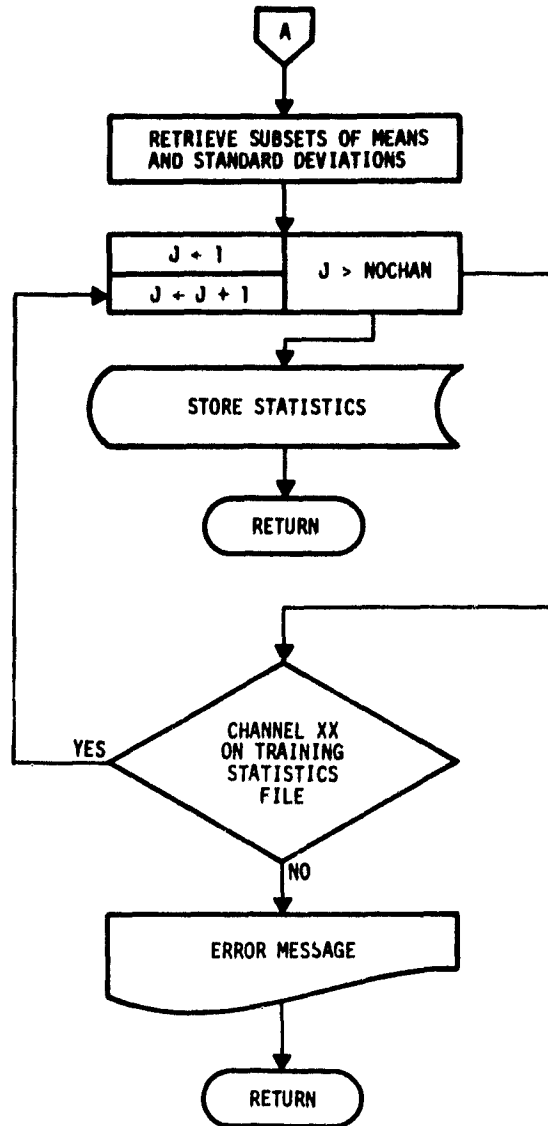 A
RETRIEVE SUBSETS OF MEANS
AND STANDARD DEVIATIONS
J ← 1
J > NOCHAN
J ← J + 1
STORE STATISTICS
RETURN
YES
CHANNEL XX
ON TRAINING
STATISTICS
FILE
NO
ERROR MESSAGE
RETURN